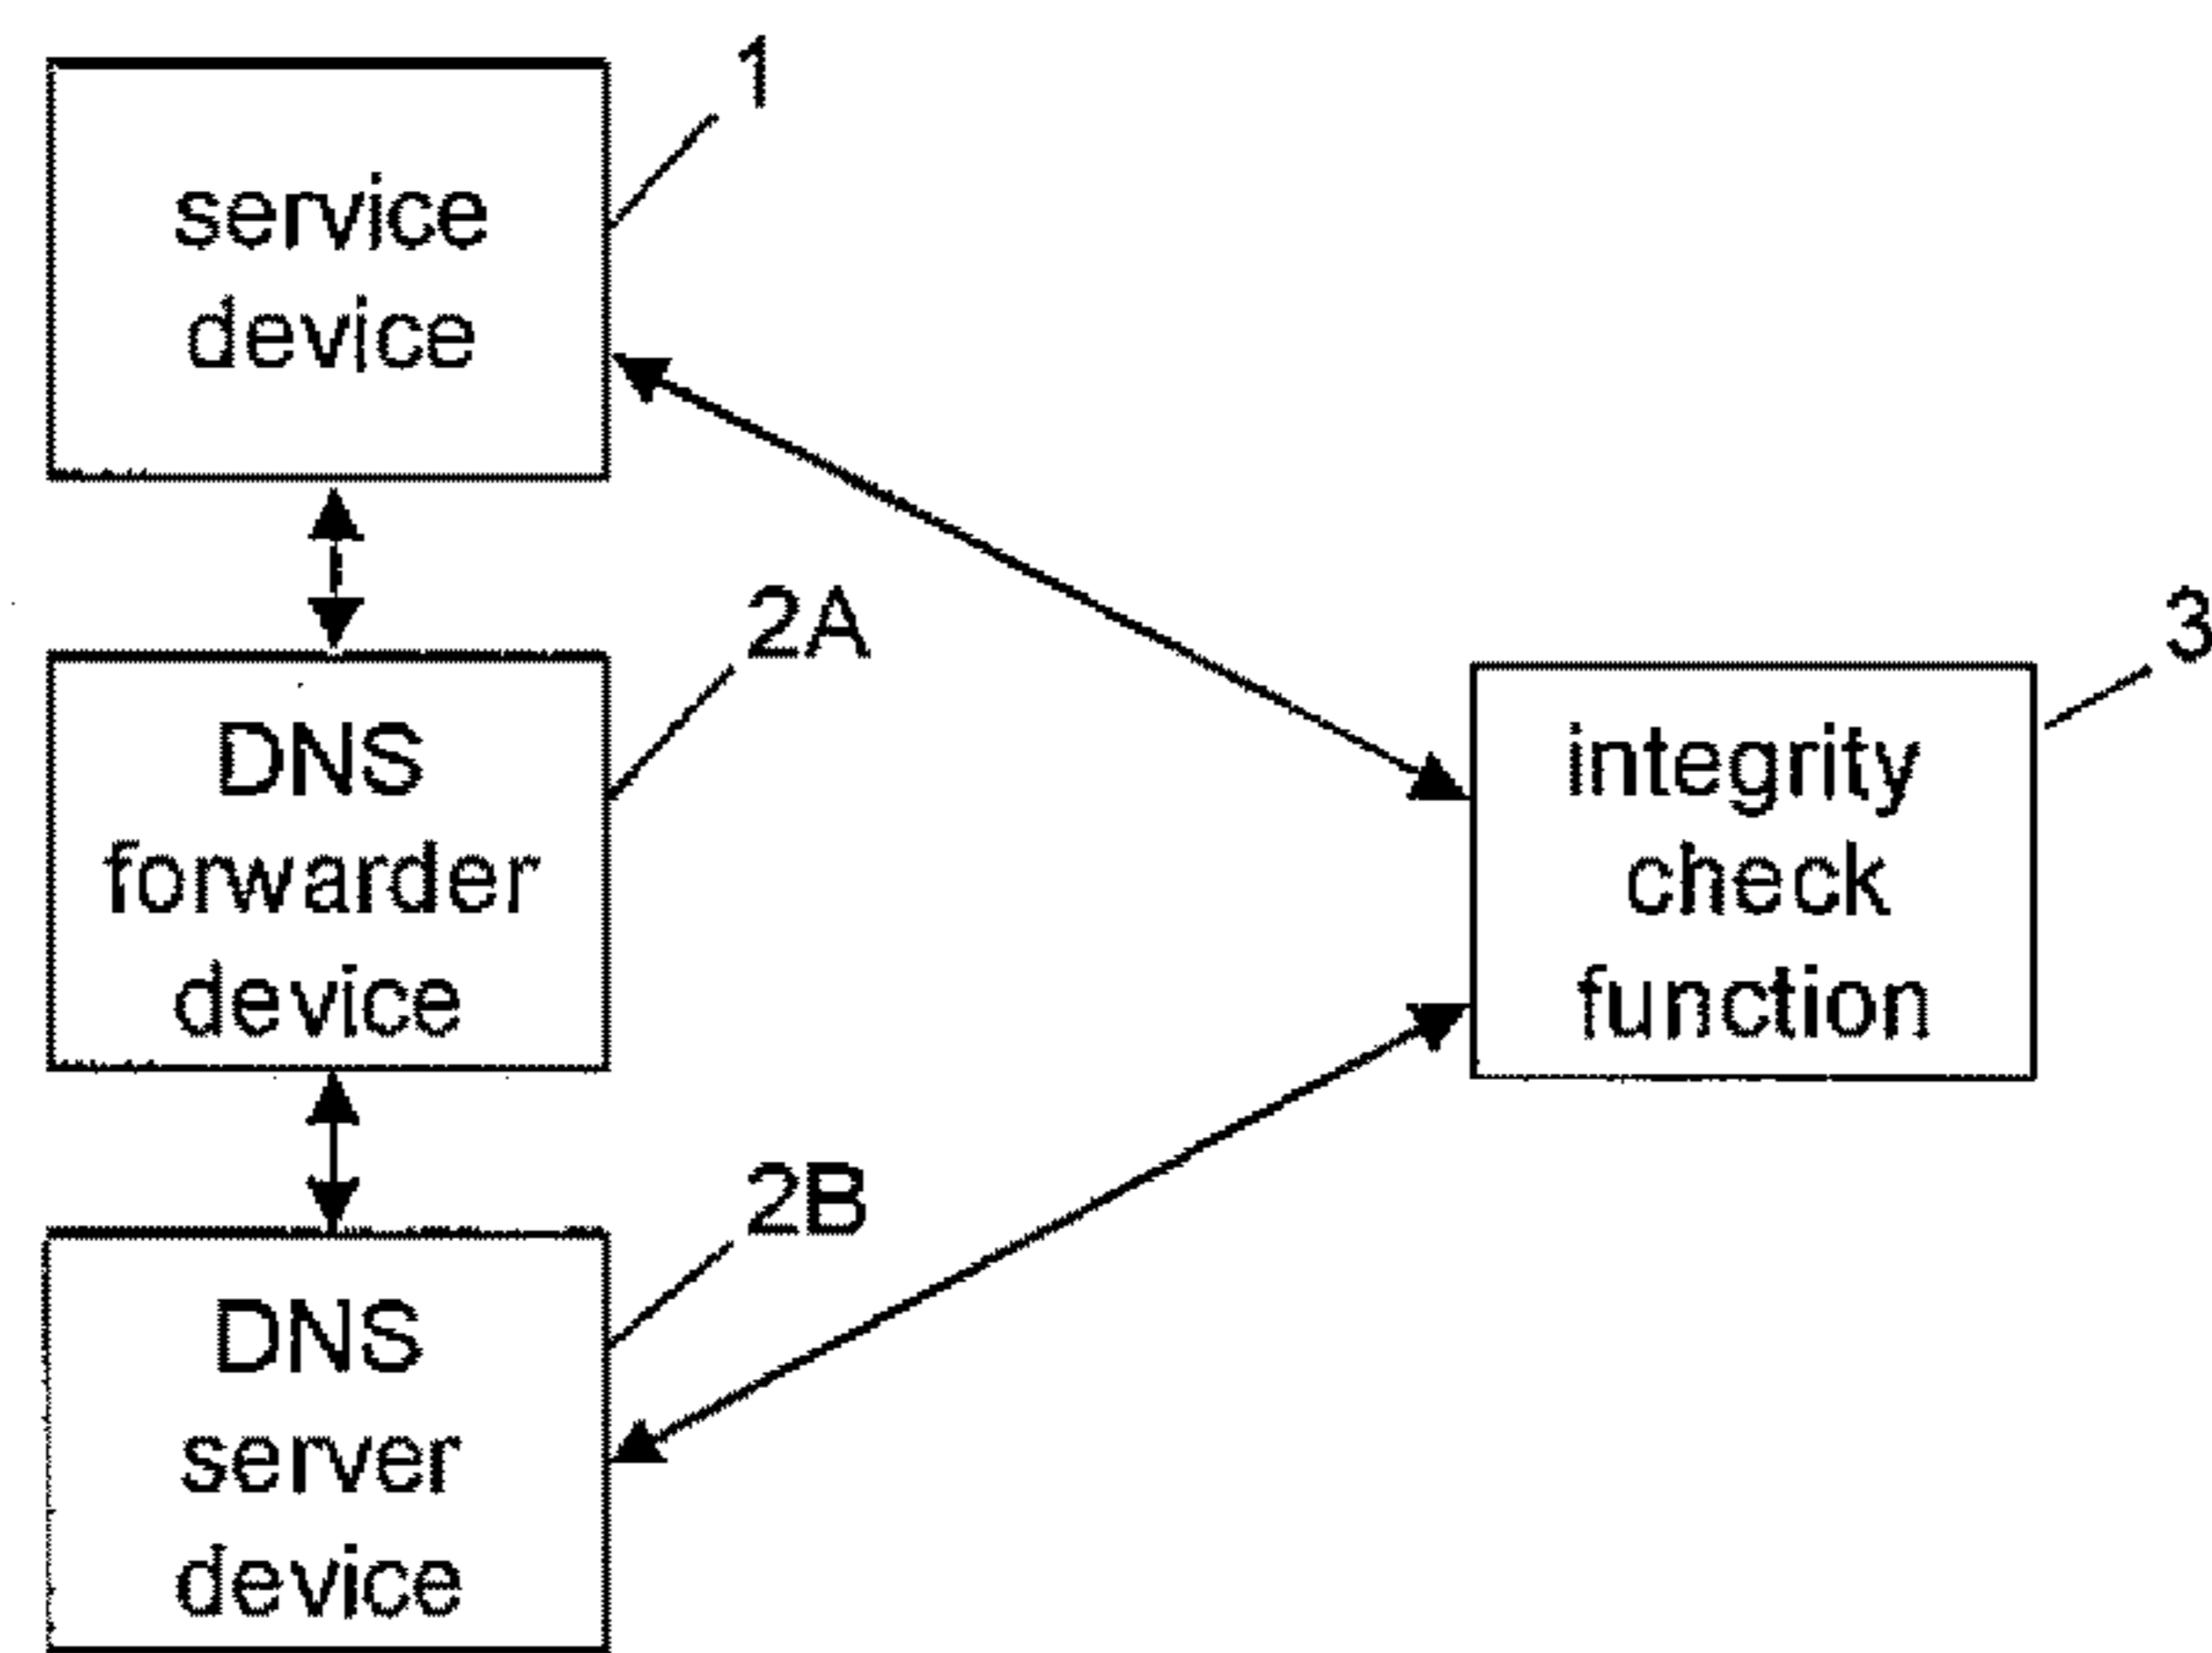 1
service
device
2A
DNS
forwarder
device
3
integrity
check
function
2B
DNS
server
device